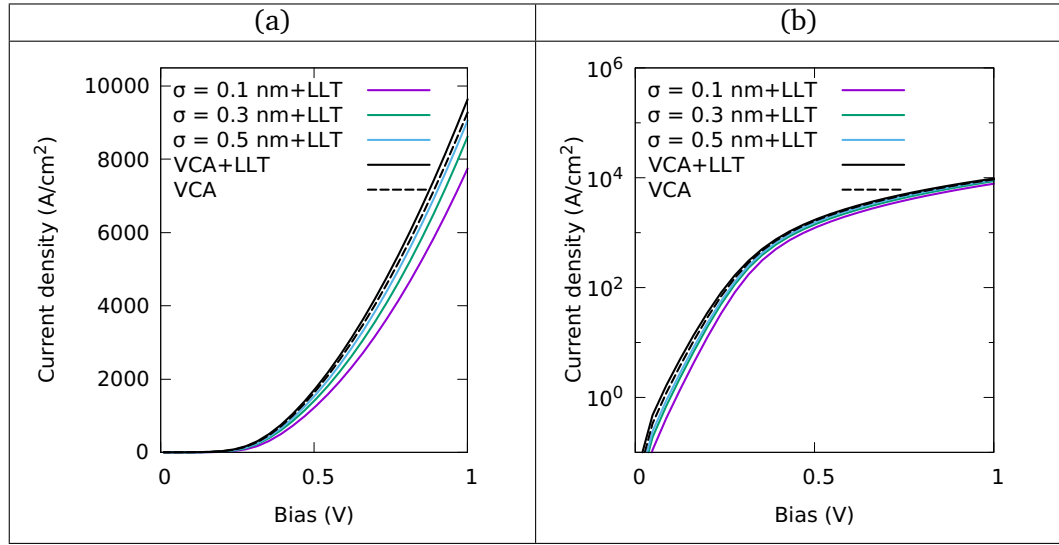 (a)
(b)
σ = 0.1 nm+LLT
σ = 0.3 nm+LLT
σ = 0.5 nm+LLT
VCA+LLT
VCA
10000
8000
6000
4000
2000
0
Current density (A/cm²)
0
0.5
1
Bias (V)
σ = 0.1 nm+LLT
σ = 0.3 nm+LLT
σ = 0.5 nm+LLT
VCA+LLT
VCA
10⁶
10⁴
10²
10⁰
Current density (A/cm²)
0
0.5
1
Bias (V)